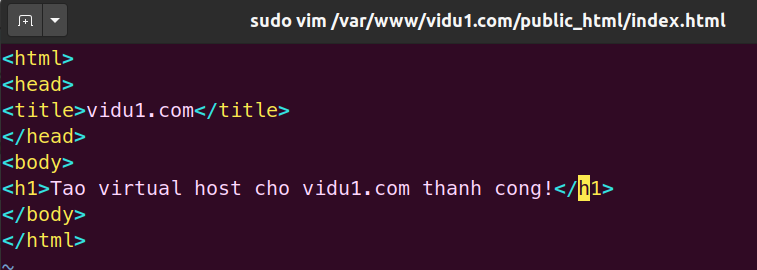 sudo vim /var/www/vidu1.com/public_html/index.html
<html>
<head>
<title>vidu1.com</title>
</head>
<body>
<h1>Tao virtual host cho vidu1.com thanh cong!</h1>
</body>
</html>
~